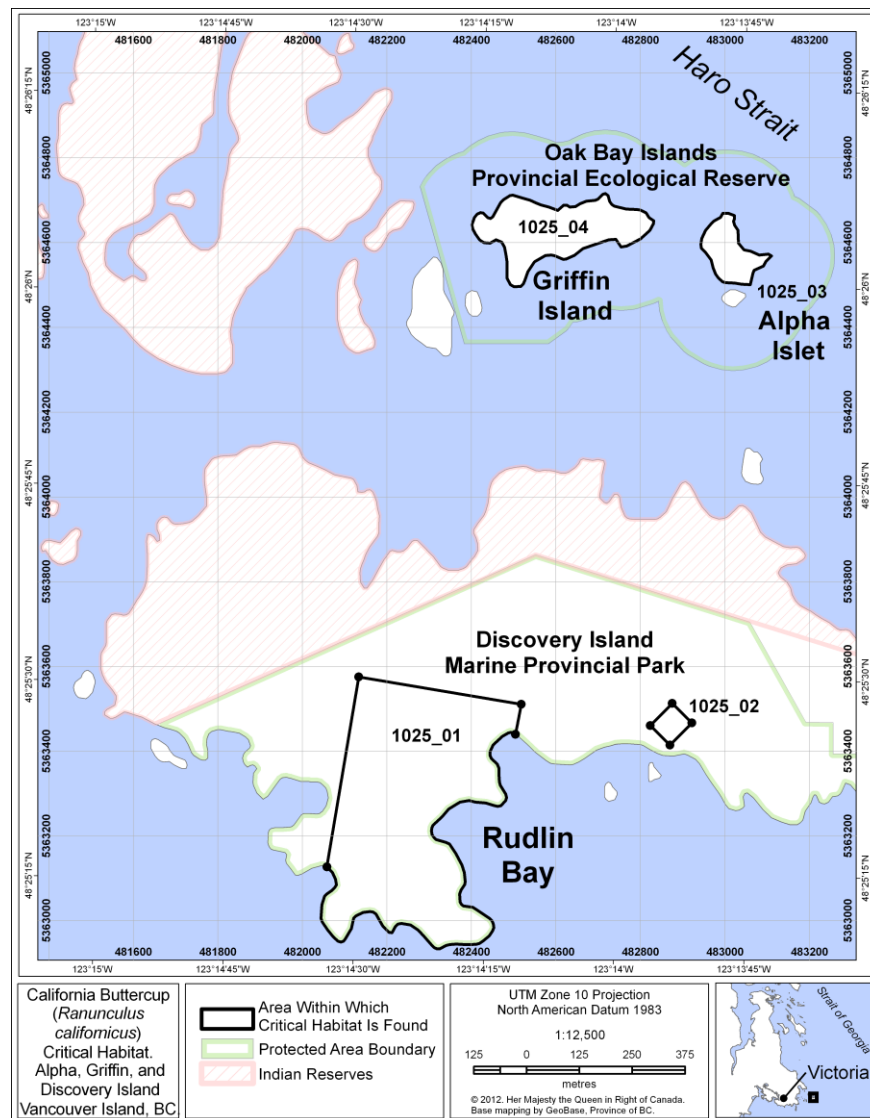 123°15'W 123°14'45"W 123°14'30"W 123°14'15"W 123°14'W 123°13'45"W
481600 481800 482000 482200 482400 482600 482800 483000 483200
48°26'15"N
5365000
5365000
48°26'15"N
Haro Strait
5364800
5364800
Oak Bay Islands
Provincial Ecological Reserve
5364600
1025_04
5364600
48°26'N
Griffin
Island
1025_03
48°26'N
5364400
Alpha
Islet
5364400
5364200
5364200
48°25'45"N
5364000
5364000
48°25'45"N
5363800
5363800
Discovery Island
Marine Provincial Park
48°25'30"N
5363600
5363600
48°25'30"N
1025_02
1025_01
5363400
5363400
5363200
Rudlin
Bay
5363200
48°25'15"N
5363000
5363000
48°25'15"N
481600 481800 482000 482200 482400 482600 482800 483000 483200
123°15'W 123°14'45"W 123°14'30"W 123°14'15"W 123°14'W 123°13'45"W
California Buttercup
(Ranunculus
californicus)
Critical Habitat.
Alpha, Griffin, and
Discovery Island
Vancouver Island, BC.
Area Within Which
Critical Habitat Is Found
Protected Area Boundary
Indian Reserves
UTM Zone 10 Projection
North American Datum 1983
1:12,500
125 0 125 250 375
metres
© 2012. Her Majesty the Queen in Right of Canada.
Base mapping by GeoBase, Province of BC.
Strait of Georgia
Victoria